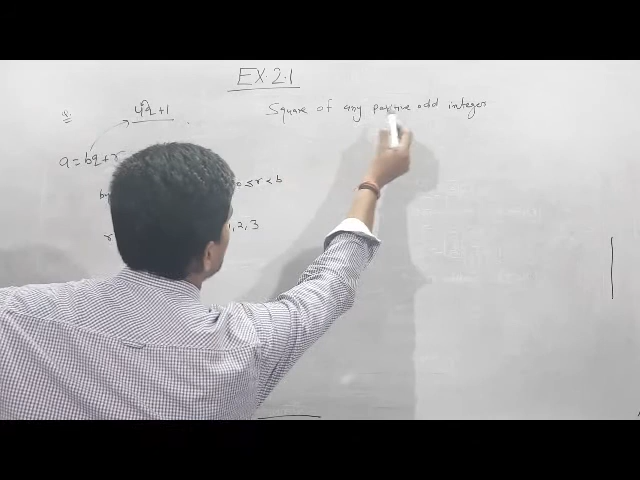 EX.2.1
4q+1
Square of any positive odd integer
a = bq + r
0 ≤ r < b
r
1, 2, 3